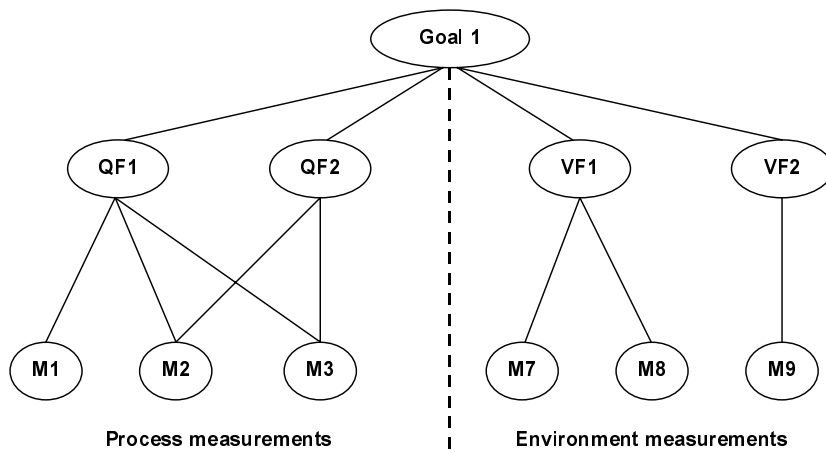 Goal 1
QF1
QF2
VF1
VF2
M1
M2
M3
M7
M8
M9
Process measurements
Environment measurements